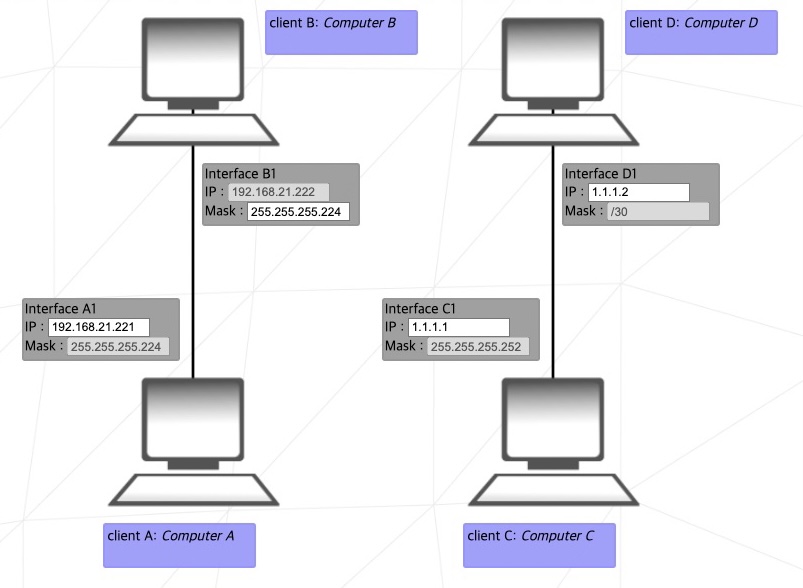 client B: Computer B
client D: Computer D
Interface B1
IP : 192.168.21.222
Mask : 255.255.255.224
Interface D1
IP : 1.1.1.2
Mask : /30
Interface A1
IP : 192.168.21.221
Mask : 255.255.255.224
Interface C1
IP : 1.1.1.1
Mask : 255.255.255.252
client A: Computer A
client C: Computer C